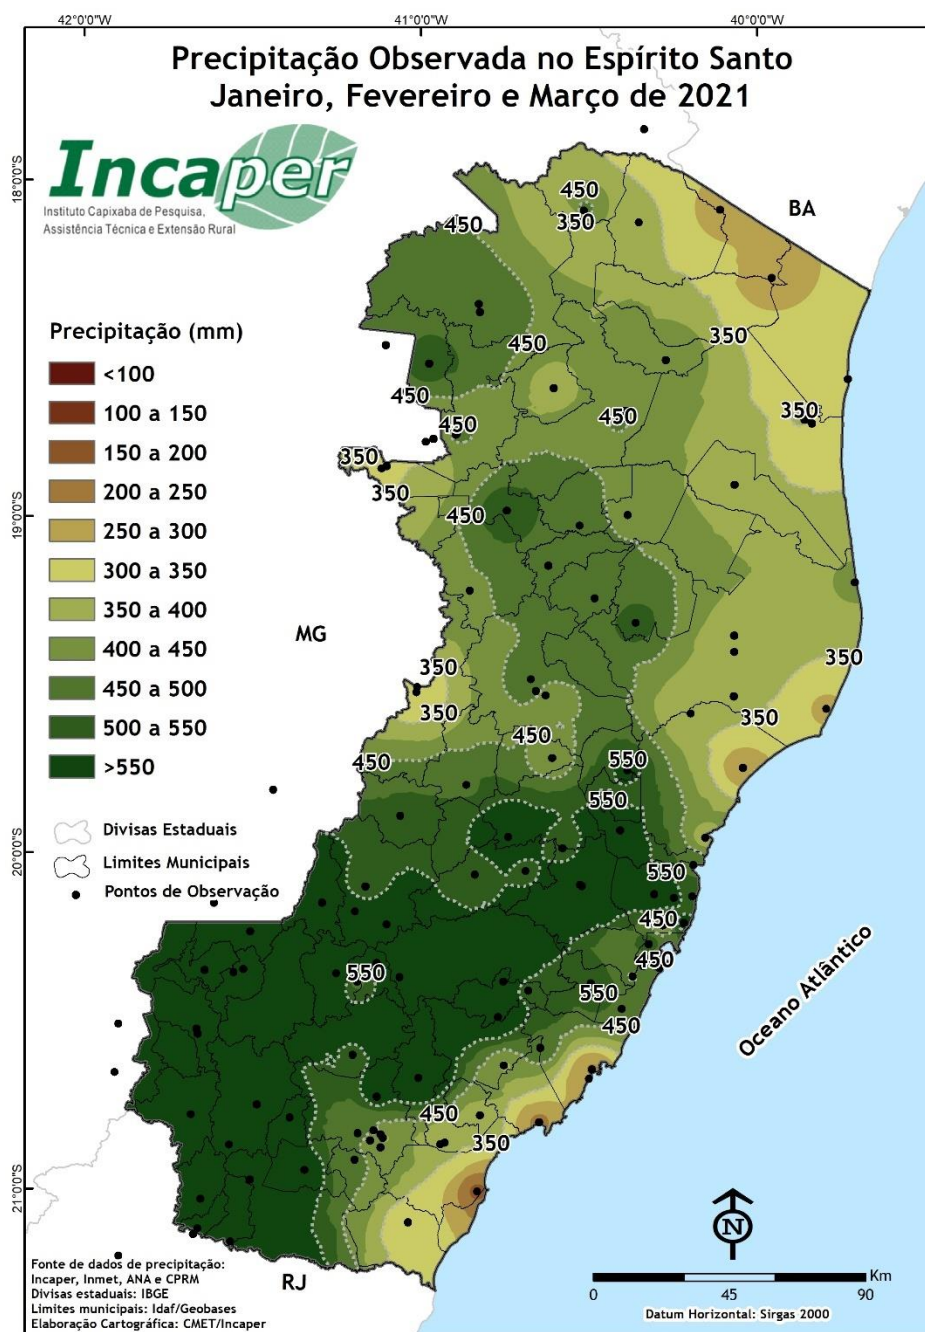 42°0'0"W
41°0'0"W
40°0'0"W
Precipitação Observada no Espírito Santo
Janeiro, Fevereiro e Março de 2021
Incaper
Instituto Capixaba de Pesquisa,
Assistência Técnica e Extensão Rural
18°0'0"S
19°0'0"S
20°0'0"S
21°0'0"S
Precipitação (mm)
<100
100 a 150
150 a 200
200 a 250
250 a 300
300 a 350
350 a 400
400 a 450
450 a 500
500 a 550
>550
Divisas Estaduais
Limites Municipais
Pontos de Observação
BA
MG
RJ
Oceano Atlântico
450
350
450
450
350
450
450
450
350
350
350
450
350
350
350
450
350
450
550
550
550
450
450
550
550
450
450
350
N
Km
0
45
90
Datum Horizontal: Sirgas 2000
Fonte de dados de precipitação:
Incaper, Inmet, ANA e CPRM
Divisas estaduais: IBGE
Limites municipais: Idaf/Geobases
Elaboração Cartográfica: CMET/Incaper